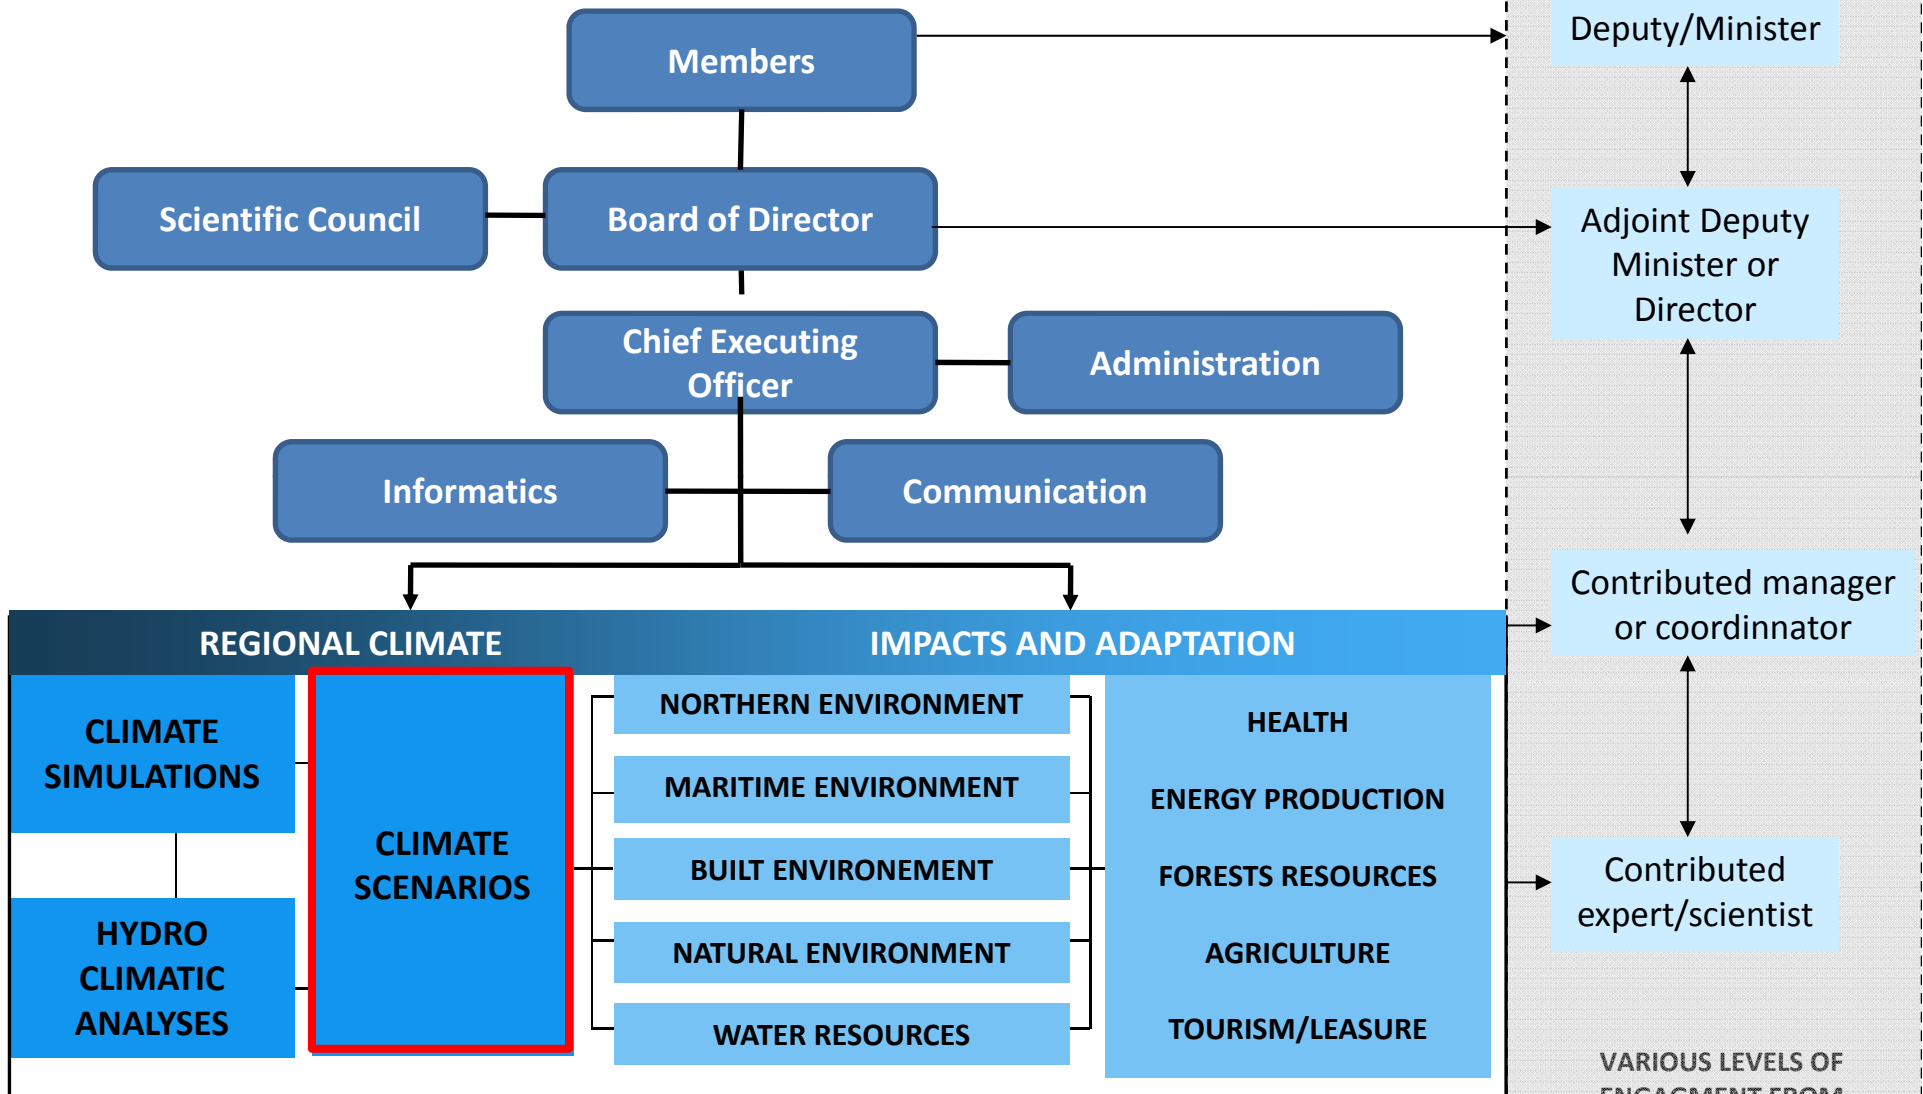 Members
Deputy/Minister
Scientific Council
Board of Director
Adjoint Deputy
Minister or
Director
Chief Executing
Officer
Administration
Informatics
Communication
Contributed manager
or coordinnator
REGIONAL CLIMATE
IMPACTS AND ADAPTATION
CLIMATE
SIMULATIONS
HYDRO
CLIMATIC
ANALYSES
CLIMATE
SCENARIOS
NORTHERN ENVIRONMENT
MARITIME ENVIRONMENT
BUILT ENVIRONEMENT
NATURAL ENVIRONMENT
WATER RESOURCES
HEALTH
ENERGY PRODUCTION
FORESTS RESOURCES
AGRICULTURE
TOURISM/LEASURE
Contributed
expert/scientist
VARIOUS LEVELS OF
ENGAGMENT FROM